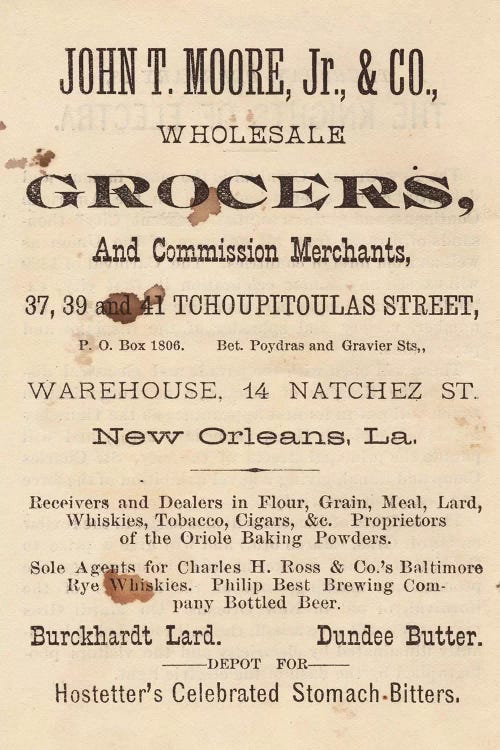 JOHN T. MOORE, Jr., & CO.,
WHOLESALE
GROCERS,
And Commission Merchants,
37, 39 and 41 TCHOUPITOULAS STREET,
P. O. Box 1806. Bet. Poydras and Gravier Sts,,
WAREHOUSE, 14 NATCHEZ ST.
New Orleans, La.
Receivers and Dealers in Flour, Grain, Meal, Lard,
Whiskies, Tobacco, Cigars, &c. Proprietors
of the Oriole Baking Powders.
Sole Agents for Charles H. Ross & Co.'s Baltimore
Rye Whiskies. Philip Best Brewing Com-
pany Bottled Beer.
Burckhardt Lard. Dundee Butter.
DEPOT FOR
Hostetter's Celebrated Stomach Bitters.